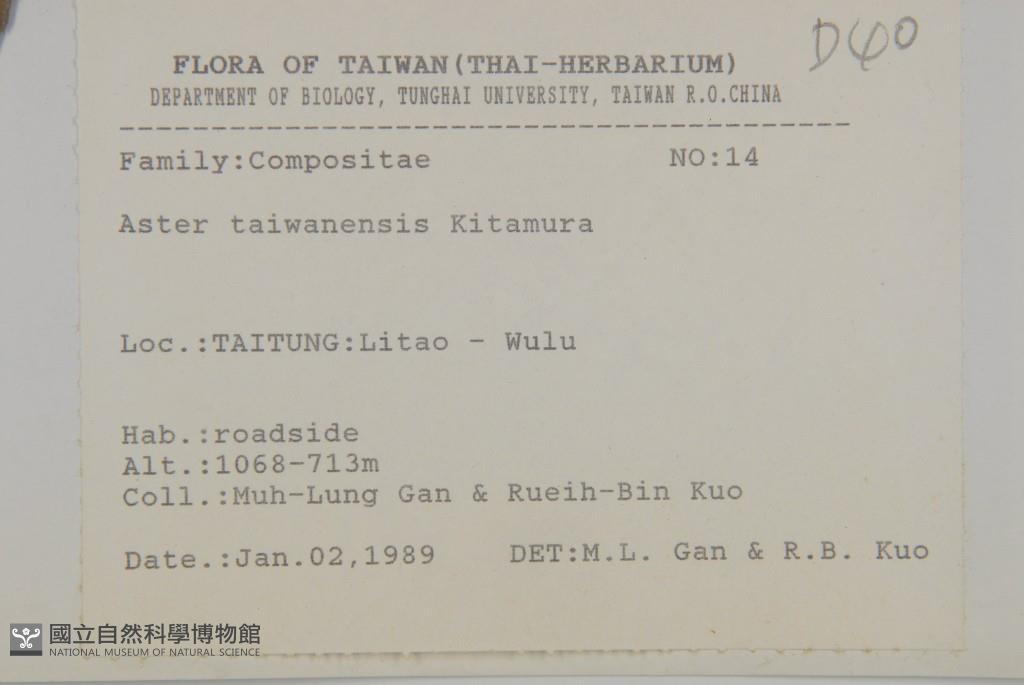 D40
FLORA OF TAIWAN(THAI-HERBARIUM)
DEPARTMENT OF BIOLOGY, TUNGHAI UNIVERSITY, TAIWAN R.O.CHINA
Family:Compositae NO:14
Aster taiwanensis Kitamura
Loc.:TAITUNG:Litao - Wulu
Hab.:roadside
Alt.:1068-713m
Coll.:Muh-Lung Gan & Rueih-Bin Kuo
Date.:Jan.02,1989 DET:M.L. Gan & R.B. Kuo
國立自然科學博物館
NATIONAL MUSEUM OF NATURAL SCIENCE